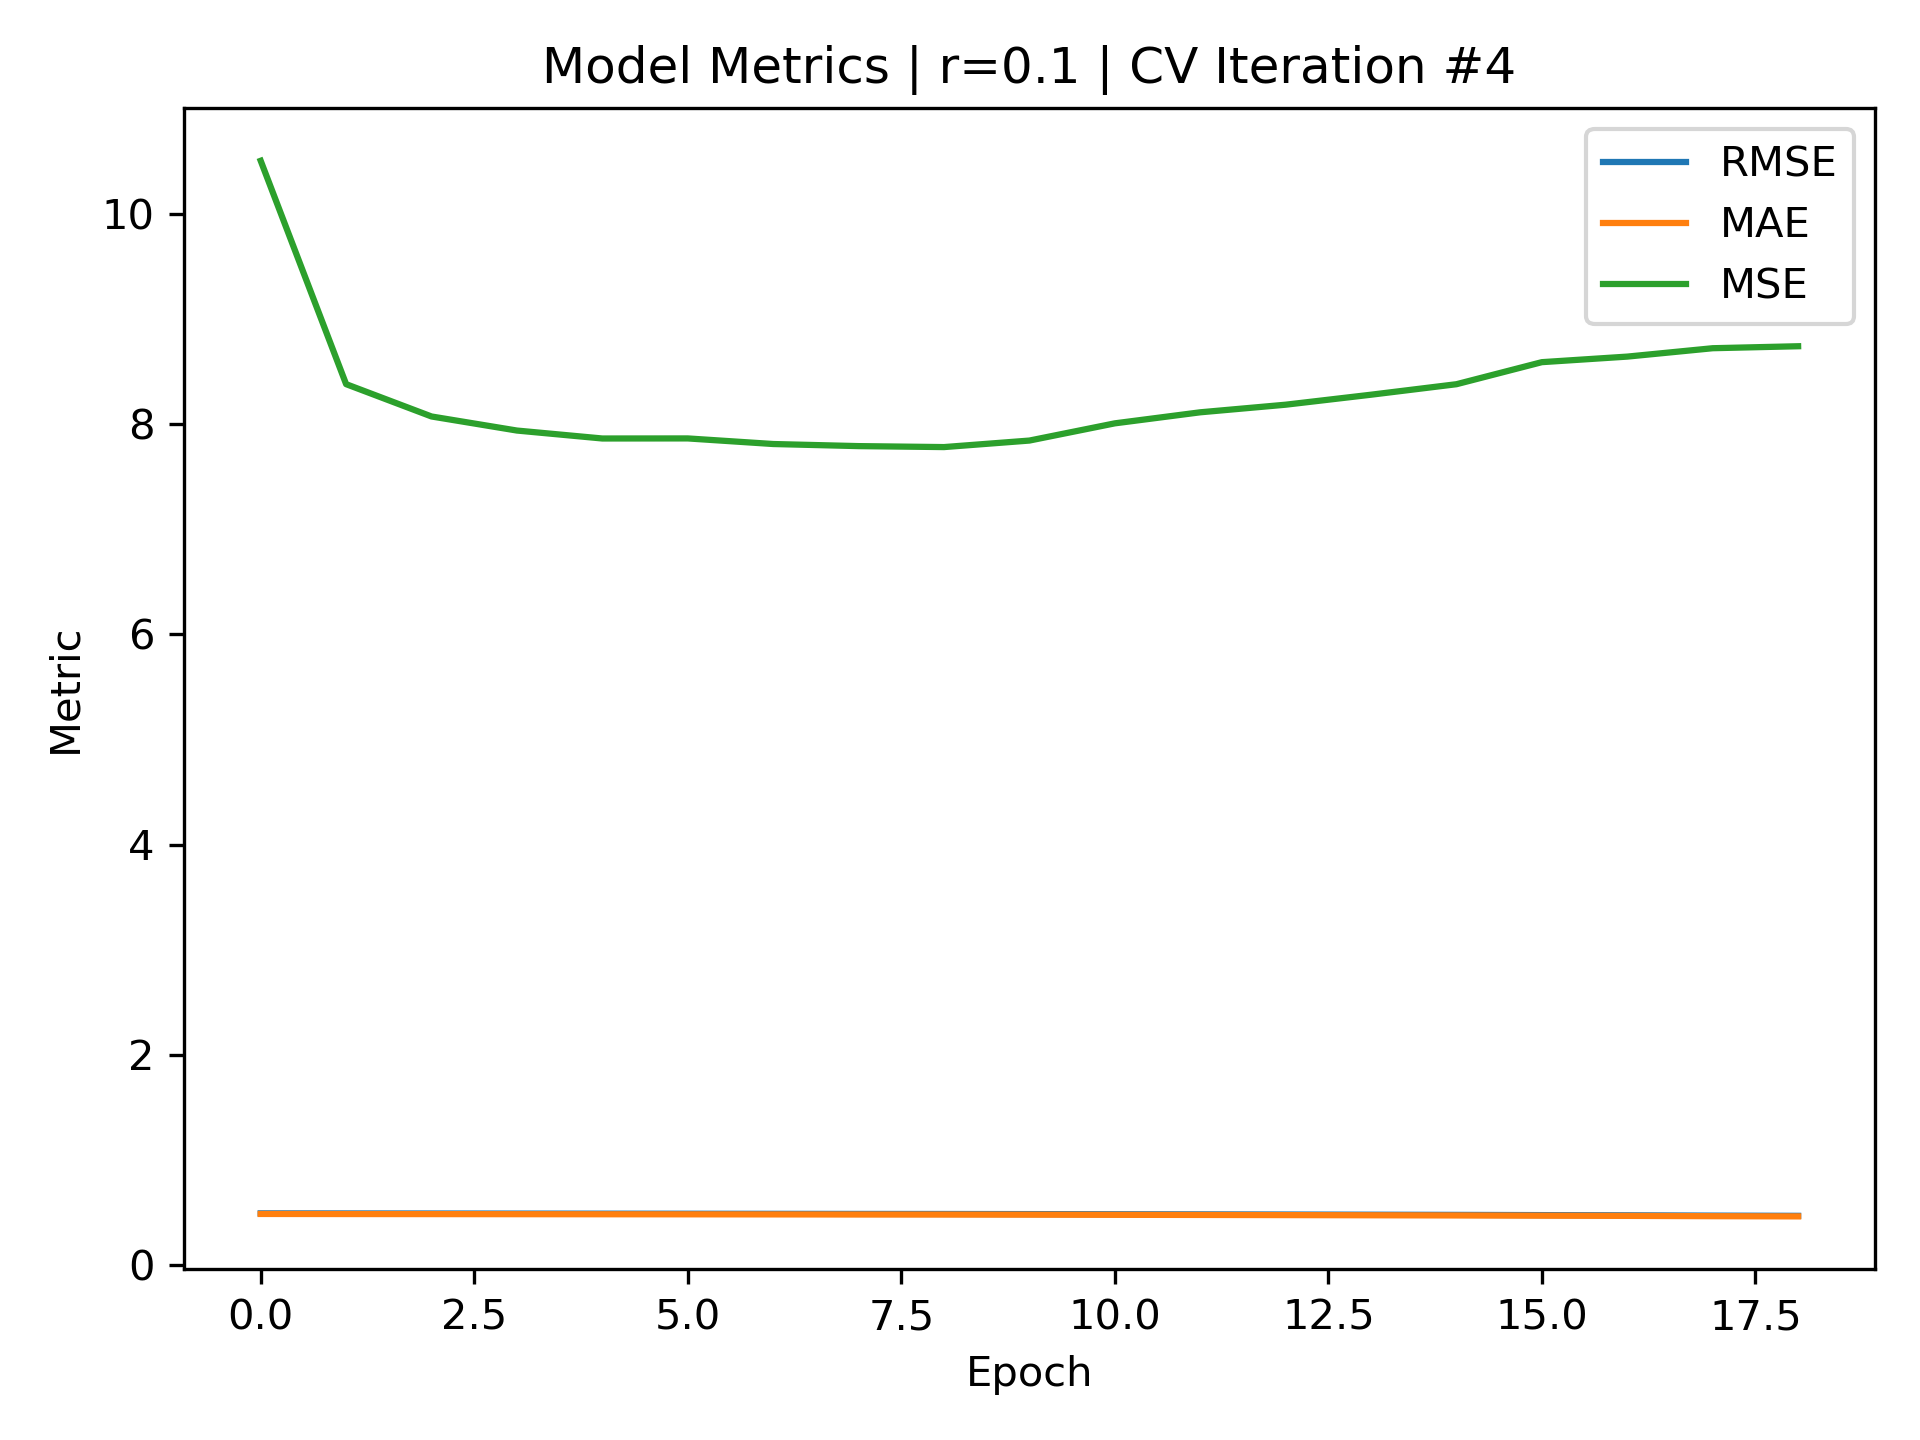 Model Metrics | r=0.1 | CV Iteration #4
RMSE
MAE
MSE
10
8
6
4
2
0
Metric
0.0 2.5 5.0 7.5 10.0 12.5 15.0 17.5
Epoch